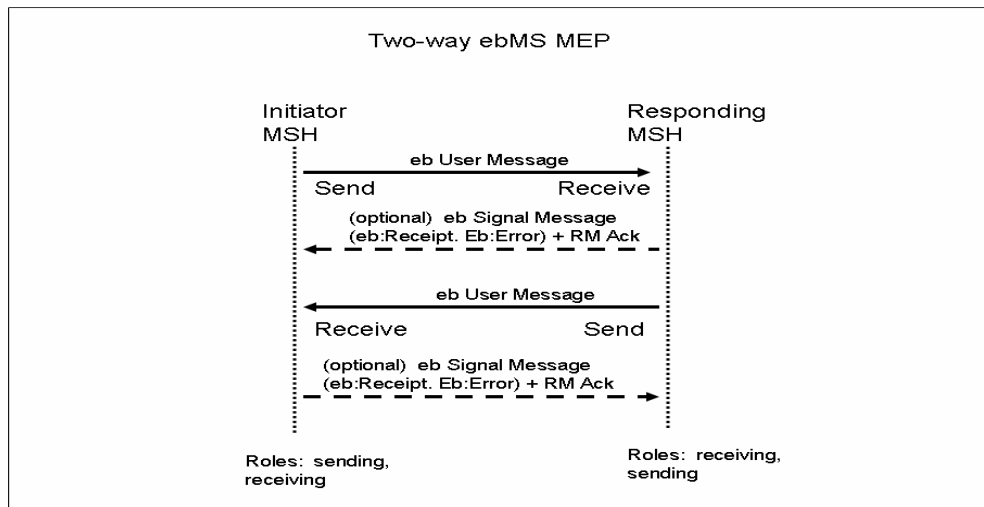 Two-way ebMS MEP
Initiator
MSH
Responding
MSH
eb User Message
Send
Receive
(optional) eb Signal Message
(eb:Receipt. Eb:Error) + RM Ack
eb User Message
Receive
Send
(optional) eb Signal Message
(eb:Receipt. Eb:Error) + RM Ack
Roles: sending,
receiving
Roles: receiving,
sending